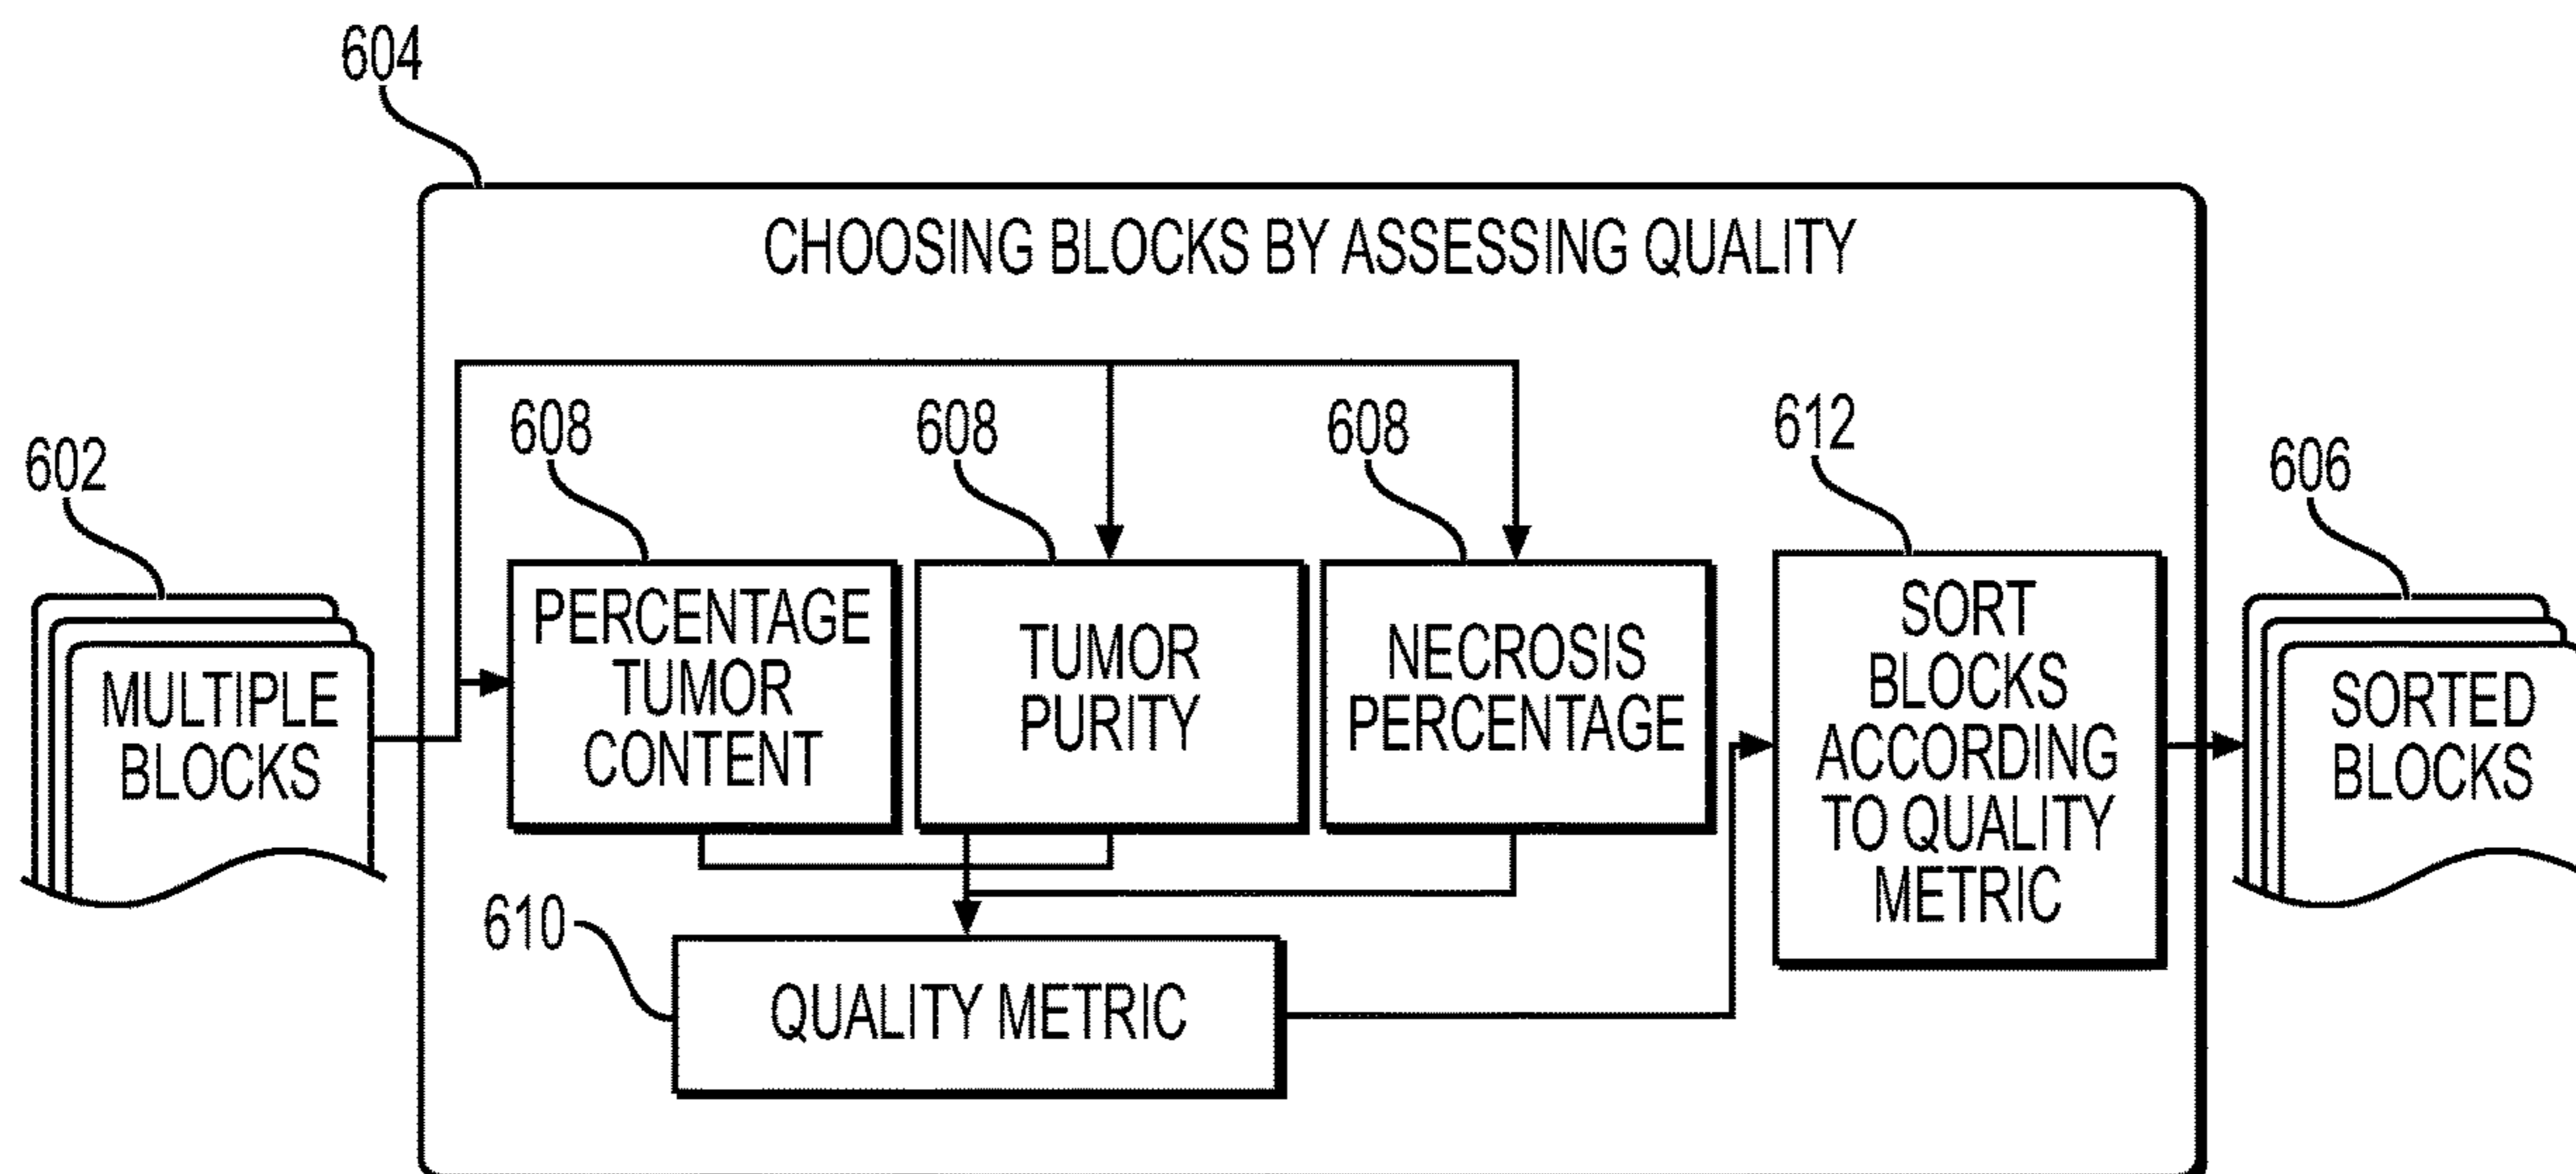 604
CHOOSING BLOCKS BY ASSESSING QUALITY
602
608
608
608
612
606
MULTIPLE
BLOCKS
PERCENTAGE
TUMOR
CONTENT
TUMOR
PURITY
NECROSIS
PERCENTAGE
SORT
BLOCKS
ACCORDING
TO QUALITY
METRIC
SORTED
BLOCKS
610
QUALITY METRIC